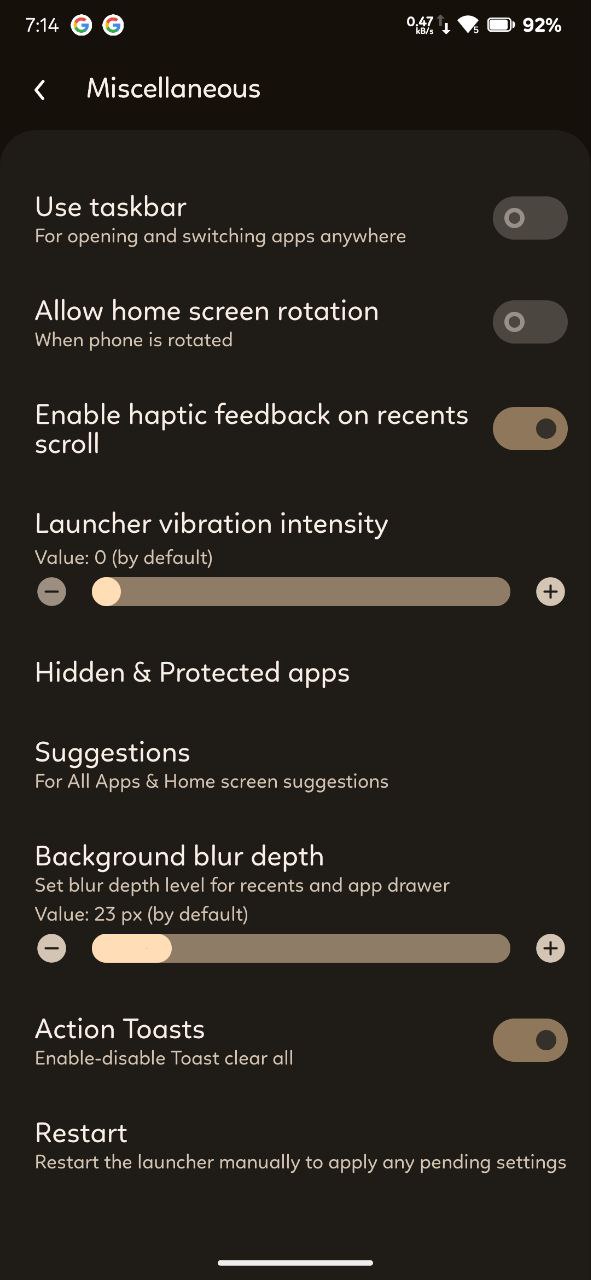 7:14 G G 0.47 kB/s 5 92%
Miscellaneous
Use taskbar
For opening and switching apps anywhere
Allow home screen rotation
When phone is rotated
Enable haptic feedback on recents
scroll
Launcher vibration intensity
Value: 0 (by default)
Hidden & Protected apps
Suggestions
For All Apps & Home screen suggestions
Background blur depth
Set blur depth level for recents and app drawer
Value: 23 px (by default)
Action Toasts
Enable-disable Toast clear all
Restart
Restart the launcher manually to apply any pending settings